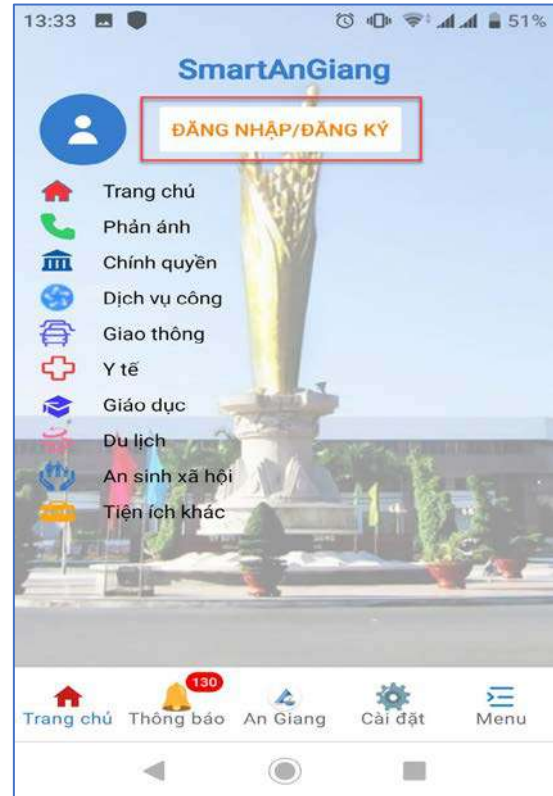 13:33
51%
SmartAnGiang
ĐĂNG NHẬP/ĐĂNG KÝ
Trang chủ
Phản ánh
Chính quyền
Dịch vụ công
Giao thông
Y tế
Giáo dục
Du lịch
An sinh xã hội
Tiện ích khác
130
Trang chủ Thông báo An Giang Cài đặt Menu